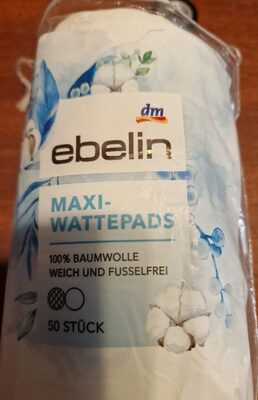 dm
ebelin
MAXI-
WATTEPADS
100% BAUMWOLLE
WEICH UND FUSSELFREI
50 STÜCK